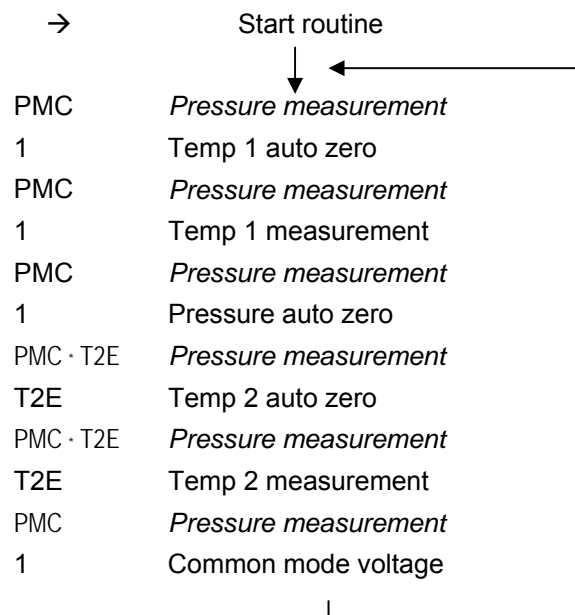 → Start routine
PMC Pressure measurement
1 Temp 1 auto zero
PMC Pressure measurement
1 Temp 1 measurement
PMC Pressure measurement
1 Pressure auto zero
PMC * T2E Pressure measurement
T2E Temp 2 auto zero
PMC * T2E Pressure measurement
T2E Temp 2 measurement
PMC Pressure measurement
1 Common mode voltage